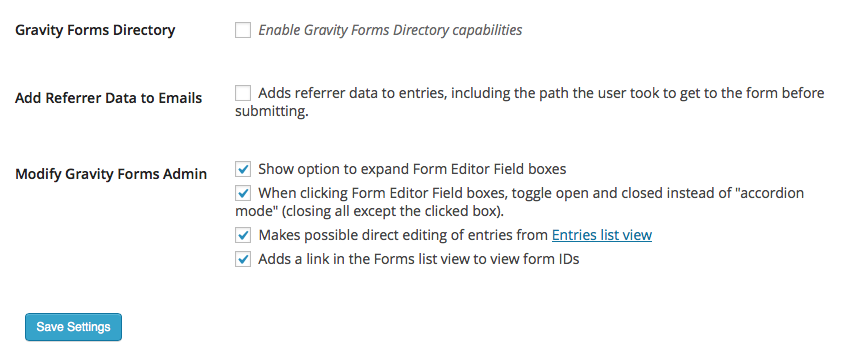 Gravity Forms Directory
Enable Gravity Forms Directory capabilities
Add Referrer Data to Emails
Adds referrer data to entries, including the path the user took to get to the form before
submitting.
Modify Gravity Forms Admin
Show option to expand Form Editor Field boxes
When clicking Form Editor Field boxes, toggle open and closed instead of "accordion
mode" (closing all except the clicked box).
Makes possible direct editing of entries from Entries list view
Adds a link in the Forms list view to view form IDs
Save Settings